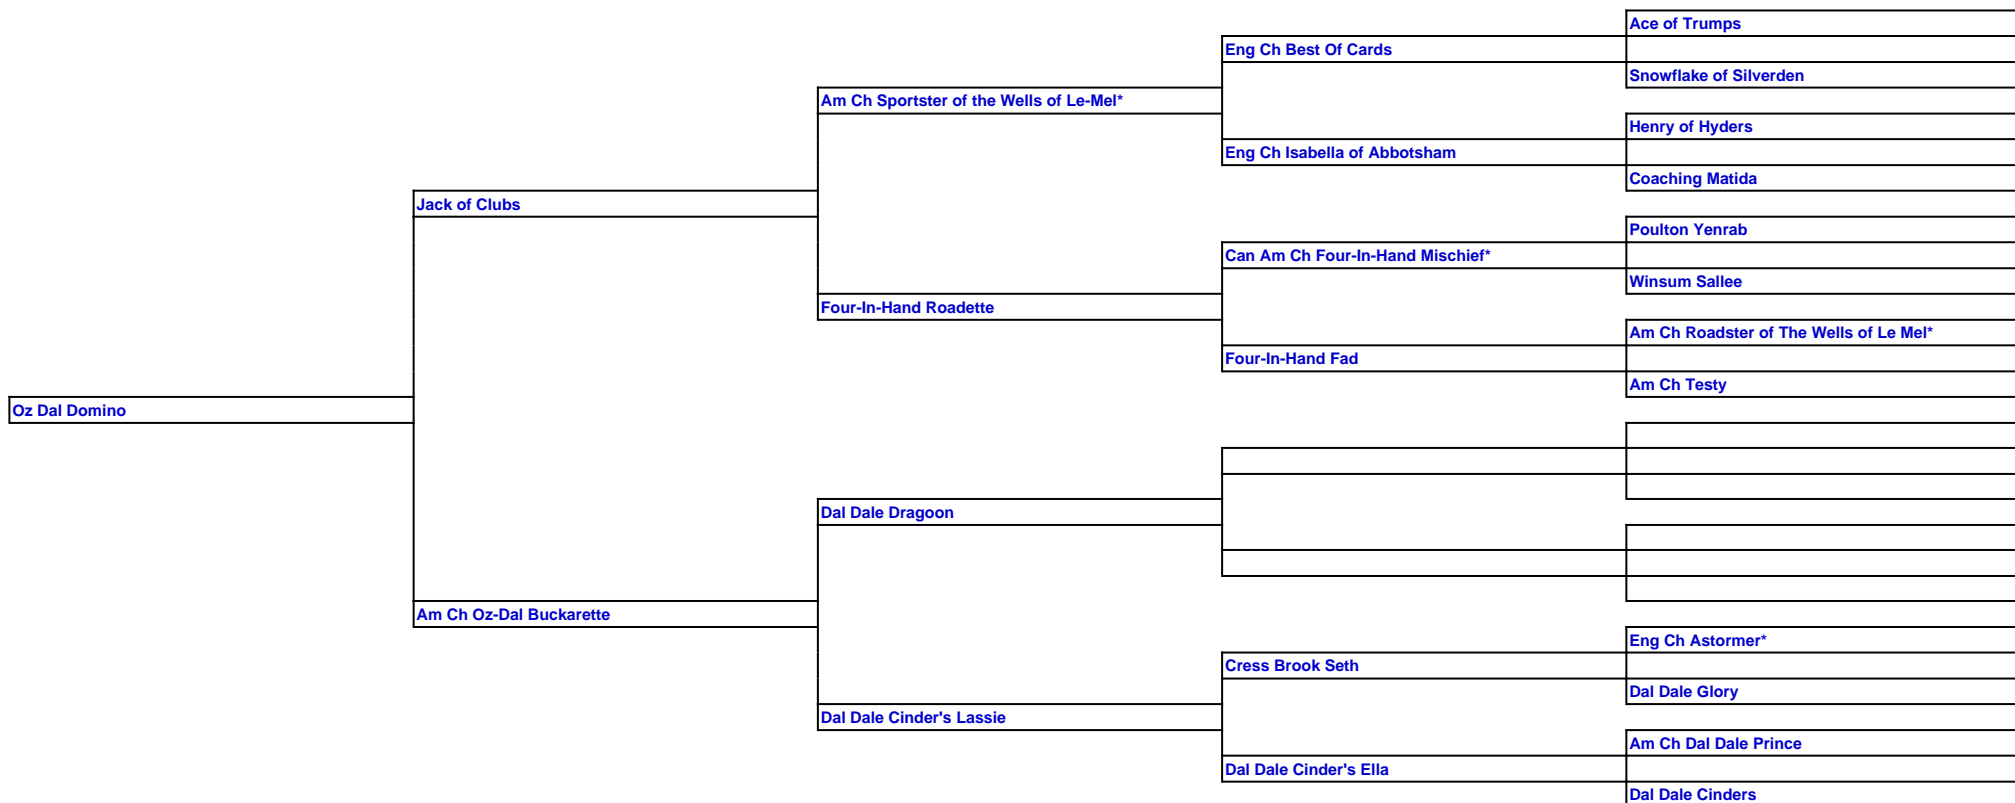 Ace of Trumps
Eng Ch Best Of Cards
Snowflake of Silverden
Am Ch Sportster of the Wells of Le-Mel*
Henry of Hyders
Eng Ch Isabella of Abbotsham
Coaching Matida
Jack of Clubs
Poulton Yenrab
Can Am Ch Four-In-Hand Mischief*
Winsum Sallee
Four-In-Hand Roadette
Am Ch Roadster of The Wells of Le Mel*
Four-In-Hand Fad
Am Ch Testy
Oz Dal Domino
Dal Dale Dragoon
Am Ch Oz-Dal Buckarette
Eng Ch Astormer*
Cress Brook Seth
Dal Dale Glory
Dal Dale Cinder's Lassie
Am Ch Dal Dale Prince
Dal Dale Cinder's Ella
Dal Dale Cinders